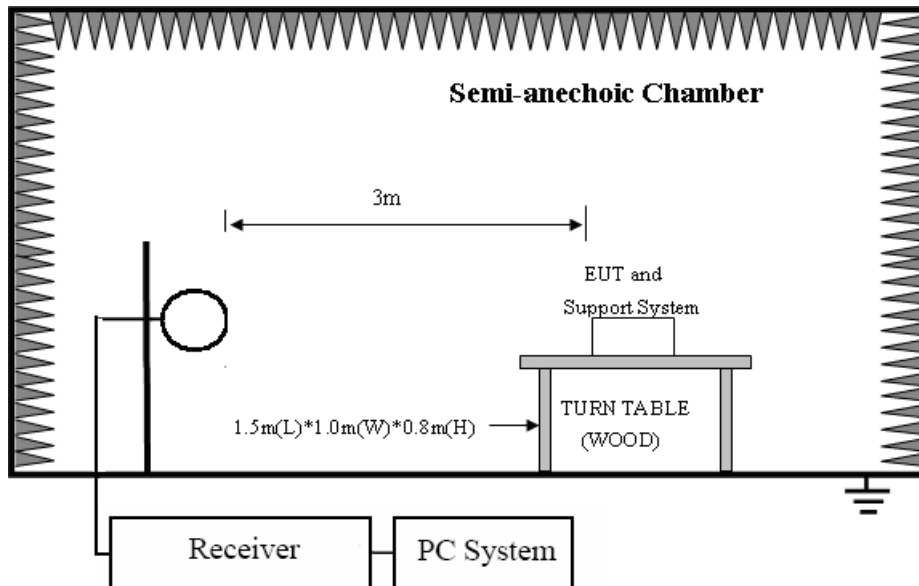 Semi-anechoic Chamber
3m
EUT and
Support System
1.5m(L)*1.0m(W)*0.8m(H)
TURN TABLE
(WOOD)
Receiver
PC System